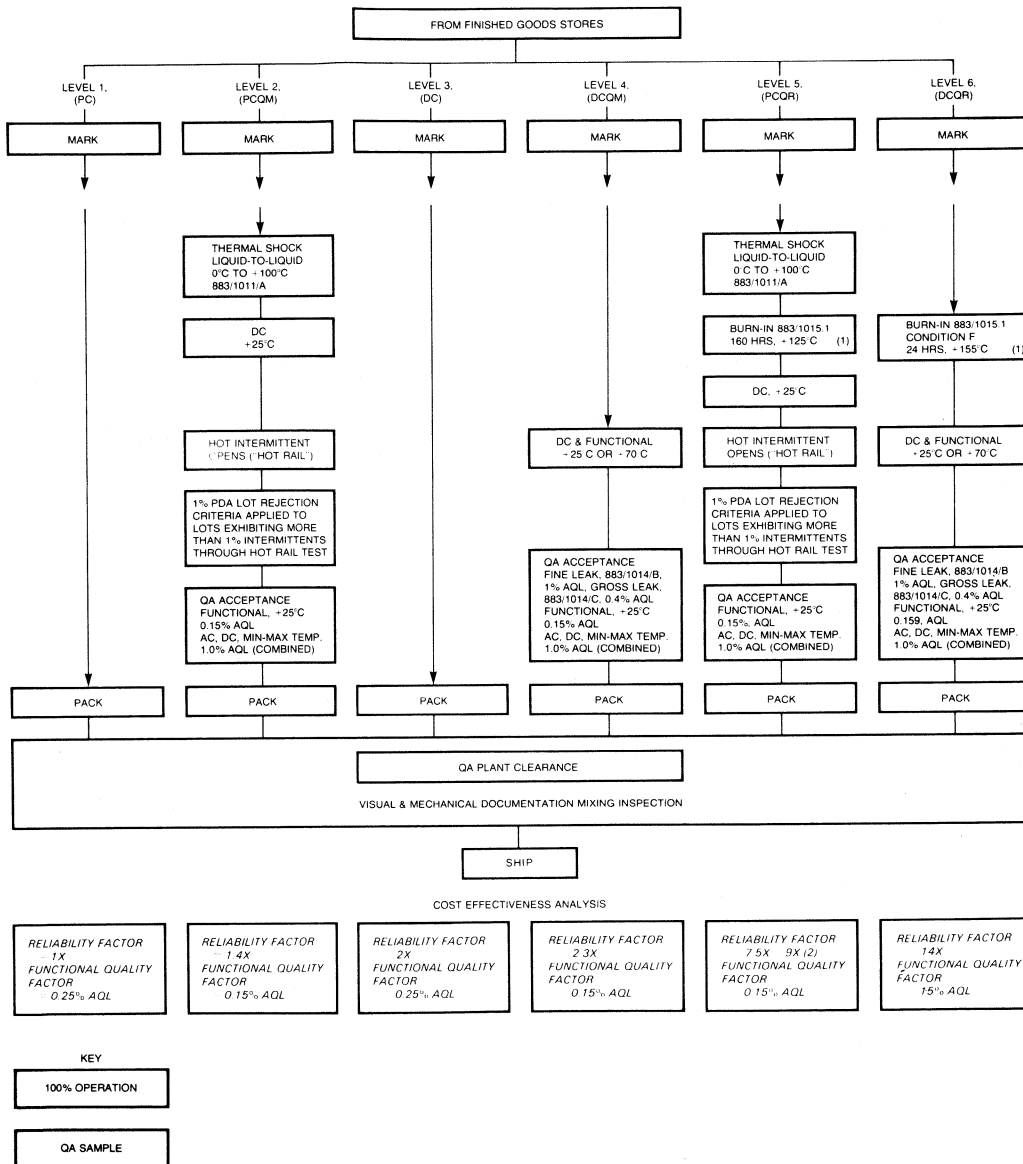 FROM FINISHED GOODS STORES
LEVEL 1.
(PC)
MARK
PACK
LEVEL 2.
(PCQM)
MARK
THERMAL SHOCK
LIQUID-TO-LIQUID
0°C TO +100°C
883/1011/A
DC
+25°C
HOT INTERMITTENT
OPENS ("HOT RAIL")
1% PDA LOT REJECTION
CRITERIA APPLIED TO
LOTS EXHIBITING MORE
THAN 1% INTERMITTENTS
THROUGH HOT RAIL TEST
QA ACCEPTANCE
FUNCTIONAL, +25°C
0.15% AQL
AC, DC, MIN-MAX TEMP.
1.0% AQL (COMBINED)
PACK
LEVEL 3.
(DC)
MARK
PACK
LEVEL 4.
(DCQM)
MARK
DC & FUNCTIONAL
+25°C OR +70°C
QA ACCEPTANCE
FINE LEAK, 883/1014/B,
1% AQL, GROSS LEAK,
883/1014/C, 0.4% AQL
FUNCTIONAL, +25°C
0.15% AQL
AC, DC, MIN-MAX TEMP.
1.0% AQL (COMBINED)
PACK
LEVEL 5.
(PCQR)
MARK
THERMAL SHOCK
LIQUID-TO-LIQUID
0°C TO +100°C
883/1011/A
BURN-IN 883/1015.1
160 HRS, +125°C (1)
DC, +25°C
HOT INTERMITTENT
OPENS ("HOT RAIL")
1% PDA LOT REJECTION
CRITERIA APPLIED TO
LOTS EXHIBITING MORE
THAN 1% INTERMITTENTS
THROUGH HOT RAIL TEST
QA ACCEPTANCE
FUNCTIONAL, +25°C
0.15%, AQL
AC, DC, MIN-MAX TEMP.
1.0% AQL (COMBINED)
PACK
LEVEL 6.
(DCQR)
MARK
BURN-IN 883/1015.1
CONDITION F
24 HRS, +155°C (1)
DC & FUNCTIONAL
+25°C OR +70°C
QA ACCEPTANCE
FINE LEAK, 883/1014/B
1% AQL, GROSS LEAK,
883/1014/C, 0.4% AQL
FUNCTIONAL, +25°C
0.159, AQL
AC, DC, MIN-MAX TEMP.
1.0% AQL (COMBINED)
PACK
QA PLANT CLEARANCE
VISUAL & MECHANICAL DOCUMENTATION MIXING INSPECTION
SHIP
COST EFFECTIVENESS ANALYSIS
RELIABILITY FACTOR
= 1X
FUNCTIONAL QUALITY
FACTOR
= 0.25% AQL
RELIABILITY FACTOR
= 1.4X
FUNCTIONAL QUALITY
FACTOR
0.15% AQL
RELIABILITY FACTOR
2X
FUNCTIONAL QUALITY
FACTOR
0.25% AQL
RELIABILITY FACTOR
2.3X
FUNCTIONAL QUALITY
FACTOR
0.15% AQL
RELIABILITY FACTOR
7.5X 9X (2)
FUNCTIONAL QUALITY
FACTOR
0.15% AQL
RELIABILITY FACTOR
14X
FUNCTIONAL QUALITY
FACTOR
15% AQL
KEY
100% OPERATION
QA SAMPLE